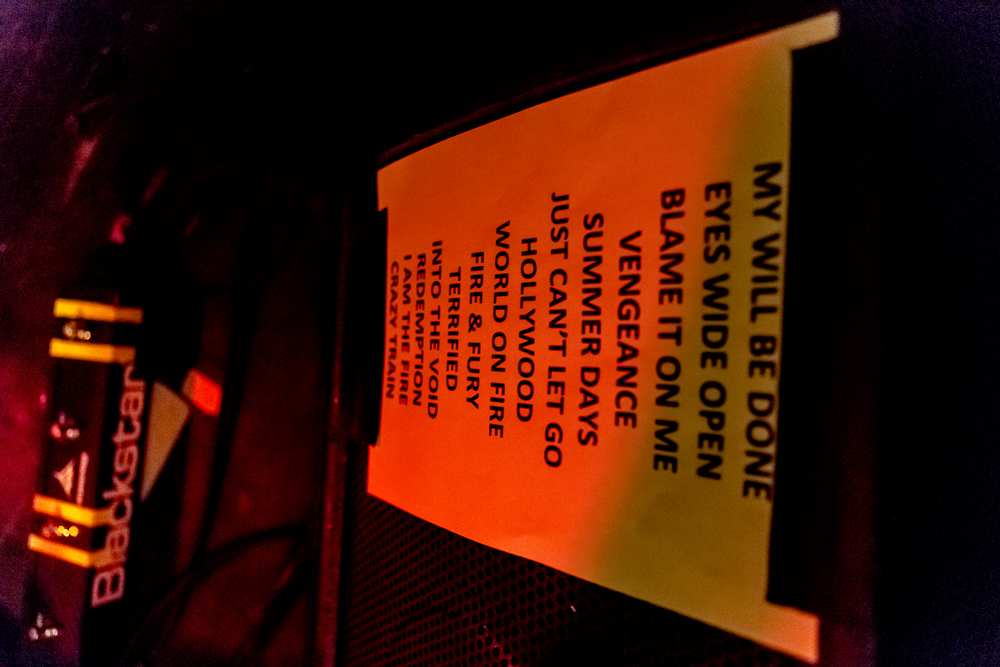 MY WILL BE DONE
EYES WIDE OPEN
BLAME IT ON ME
VENGEANCE
SUMMER DAYS
JUST CAN'T LET GO
HOLLYWOOD
WORLD ON FIRE
FIRE & FURY
TERRIFIED
INTO THE VOID
REDEMPTION
I AM THE FIRE
CRAZY TRAIN
Blackstar